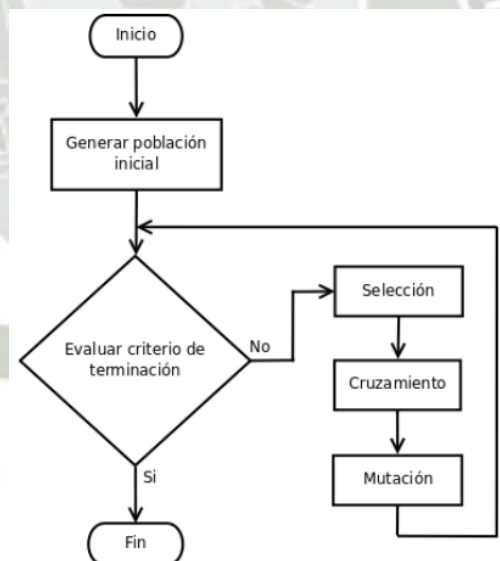 Inicio
Generar población
inicial
Evaluar criterio de
terminación
No
Selección
Cruzamiento
Mutación
Si
Fin